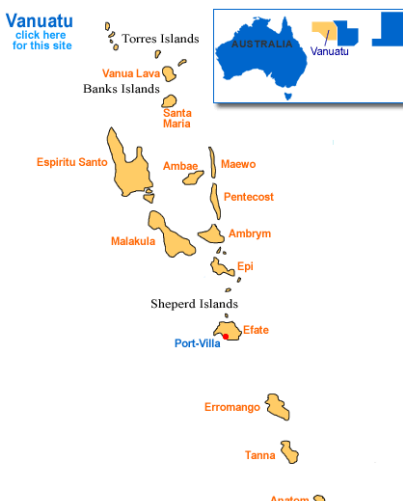 Vanuatu
click here
for this site
AUSTRALIA
Vanuatu
Torres Islands
Vanua Lava
Banks Islands
Santa
Maria
Espiritu Santo
Ambae
Maewo
Pentecost
Malakula
Ambrym
Epi
Sheperd Islands
Efate
Port-Villa
Erromango
Tanna
Anatom